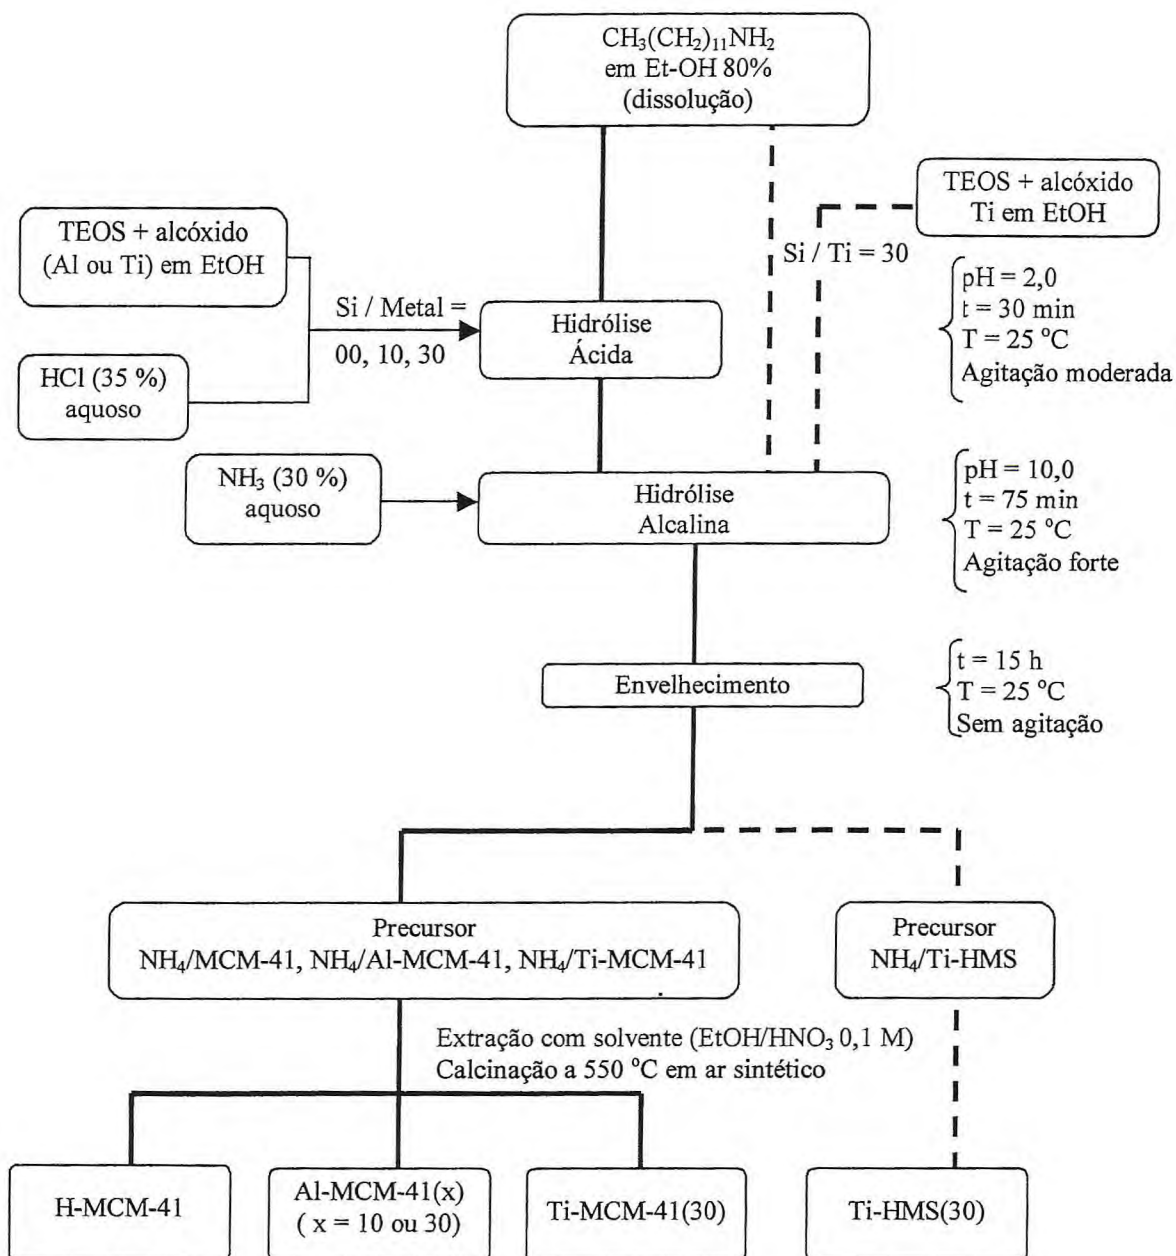 CH₃(CH₂)₁₁NH₂
em Et-OH 80%
(dissolução)
TEOS + alcóxido
Ti em EtOH
TEOS + alcóxido
(Al ou Ti) em EtOH
Si / Ti = 30
Si / Metal =
00, 10, 30
HCl (35 %)
aquoso
Hidrólise
Ácida
pH = 2,0
t = 30 min
T = 25 °C
Agitação moderada
NH₃ (30 %)
aquoso
Hidrólise
Alcalina
pH = 10,0
t = 75 min
T = 25 °C
Agitação forte
Envelhecimento
t = 15 h
T = 25 °C
Sem agitação
Precursor
NH₄/MCM-41, NH₄/Al-MCM-41, NH₄/Ti-MCM-41
Precursor
NH₄/Ti-HMS
Extração com solvente (EtOH/HNO₃ 0,1 M)
Calcinação a 550 °C em ar sintético
H-MCM-41
Al-MCM-41(x)
( x = 10 ou 30)
Ti-MCM-41(30)
Ti-HMS(30)